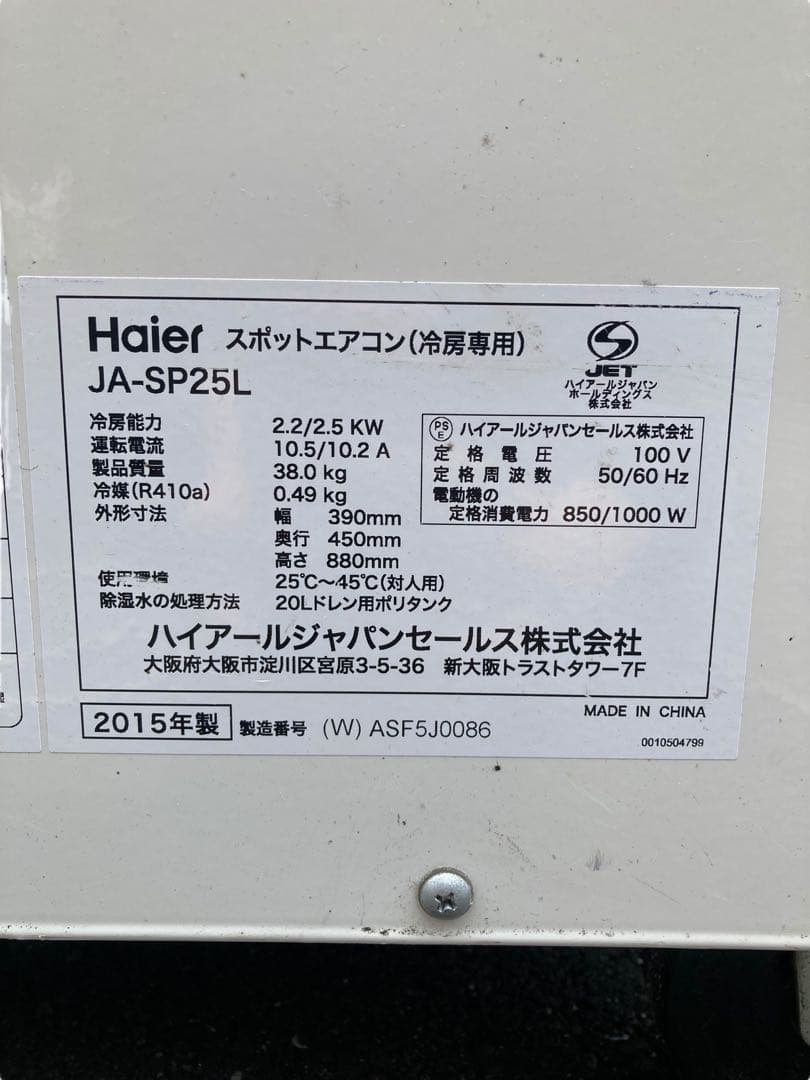 Haier スポットエアコン(冷房専用)
JA-SP25L
JET
ハイアールジャパン
ホールディングス
株式会社
冷房能力 2.2/2.5 KW
運転電流 10.5/10.2 A
製品質量 38.0 kg
冷媒(R410a) 0.49 kg
外形寸法 幅 390mm
奥行 450mm
高さ 880mm
使用環境 25℃~45℃(対人用)
除湿水の処理方法 20Lドレン用ポリタンク
PSE ハイアールジャパンセールス株式会社
定格電圧 100 V
定格周波数 50/60 Hz
電動機の
定格消費電力 850/1000 W
ハイアールジャパンセールス株式会社
大阪府大阪市淀川区宮原3-5-36 新大阪トラストタワー7F
2015年製 製造番号 (W) ASF5J0086
MADE IN CHINA
0010504799